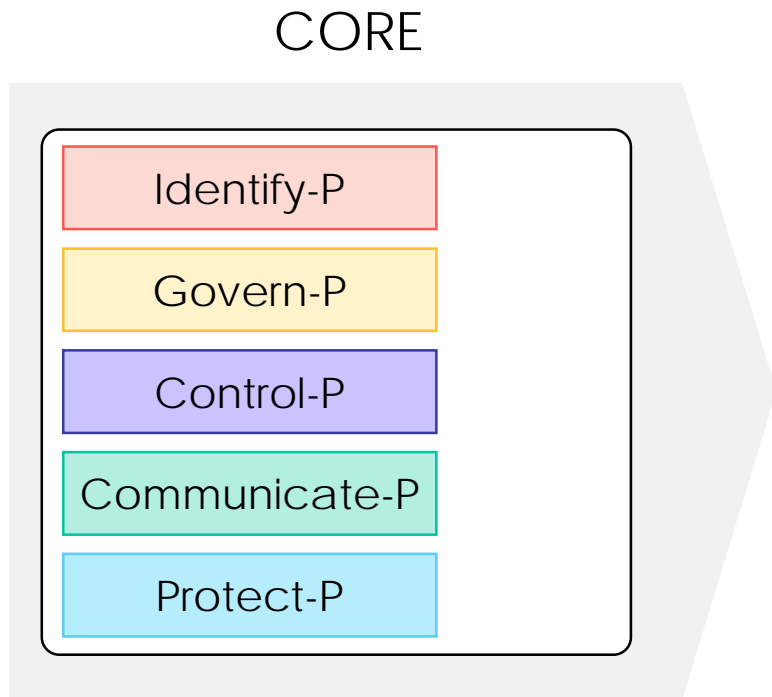 CORE
Identify-P
Govern-P
Control-P
Communicate-P
Protect-P